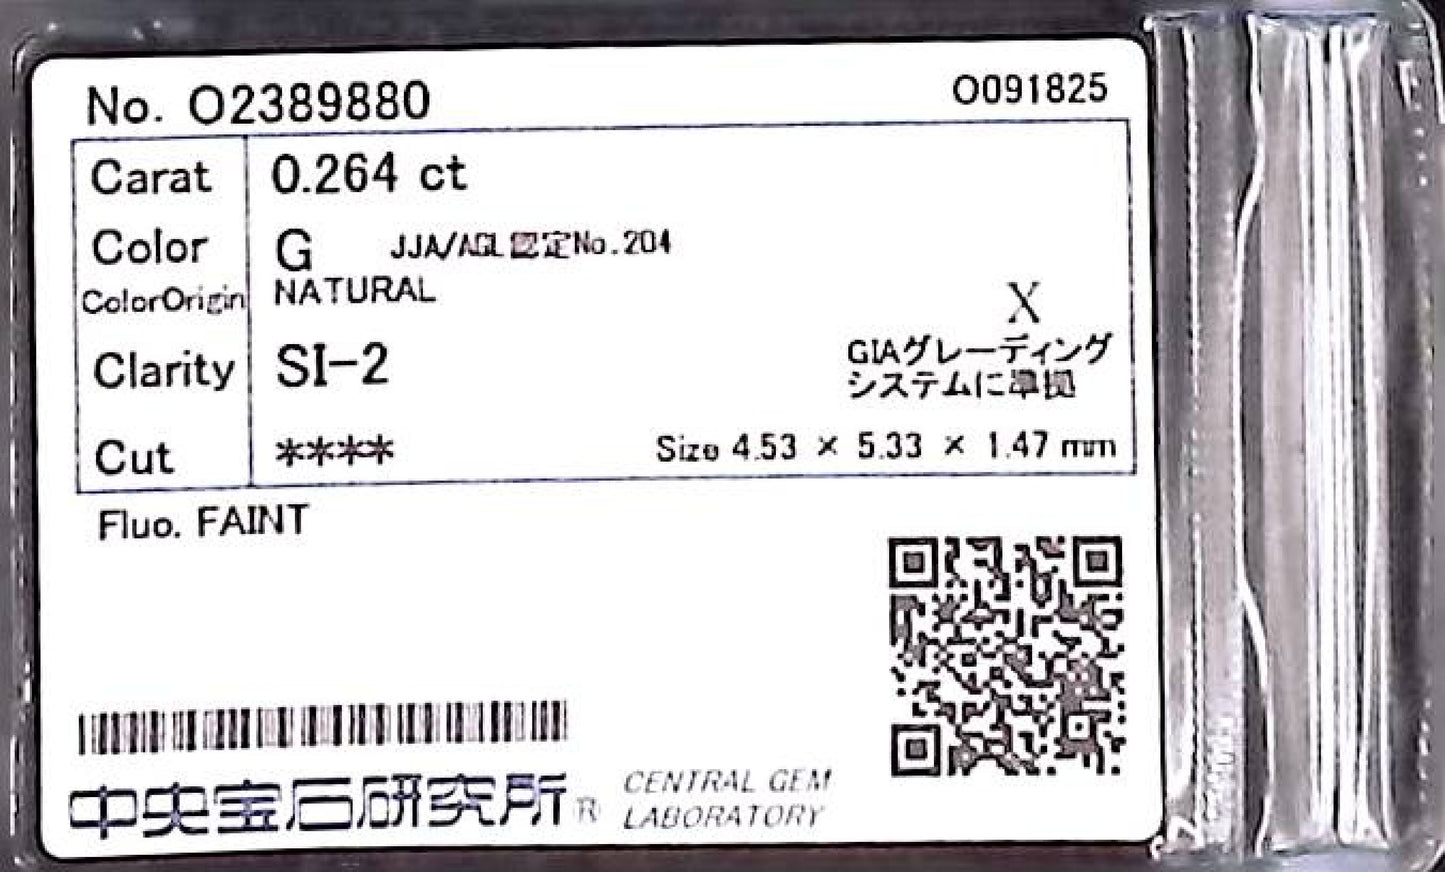 No. O2389880
O091825
Carat 0.264 ct
Color G JJA/AGL認定No.204
ColorOrigin NATURAL
X
GIAグレーディング
システムに準拠
Clarity SI-2
Cut **** Size 4.53 × 5.33 × 1.47 mm
Fluo. FAINT
中央宝石研究所® CENTRAL GEM
LABORATORY